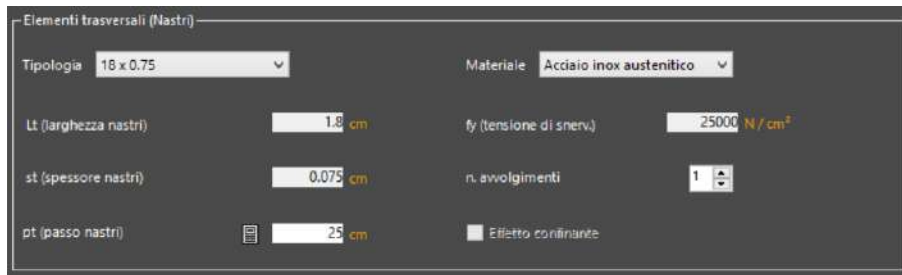 Elementi trasversali (Nastri)
Tipologia 18 x 0.75 Materiale Acciaio inox austenitico
Lt (larghezza nastri) 1.8 cm fy (tensione di snerv.) 25000 N / cm²
st (spessore nastri) 0.075 cm n. avvolgimenti 1
pt (passo nastri) 25 cm Effetto confinante